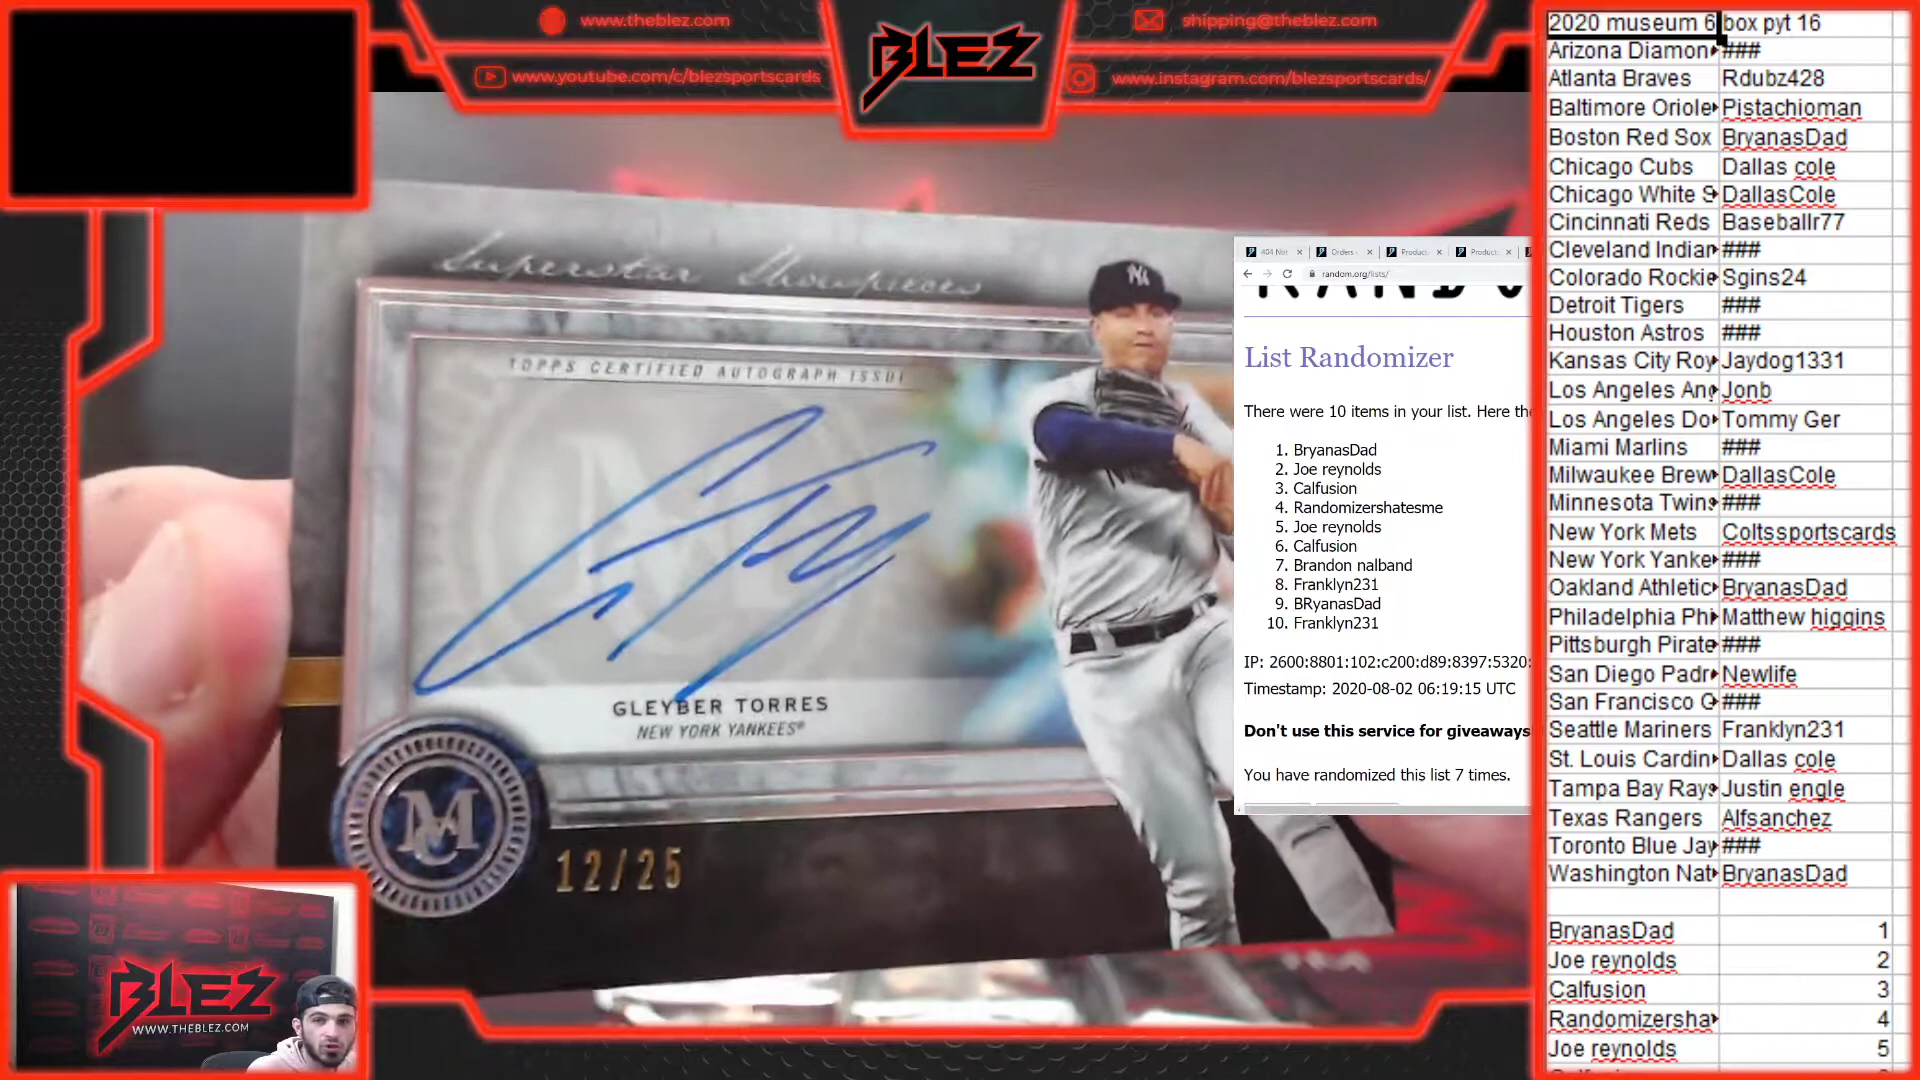 www.theblez.com
shipping@theblez.com
www.youtube.com/c/blezsportscards
www.instagram.com/blezsportscards/
BLEZ
Superstar Showpieces
TOPPS CERTIFIED AUTOGRAPH ISSUE
GLEYBER TORRES
NEW YORK YANKEES®
MC
12/25
404 No
Orders -
Product
Product
random.org/lists/
List Randomizer
There were 10 items in your list. Here the
1. BryanasDad
2. Joe reynolds
3. Calfusion
4. Randomizershatesme
5. Joe reynolds
6. Calfusion
7. Brandon nalband
8. Franklyn231
9. BRyanasDad
10. Franklyn231
IP: 2600:8801:102:c200:d89:8397:5320:
Timestamp: 2020-08-02 06:19:15 UTC
Don't use this service for giveaways
You have randomized this list 7 times.
2020 museum 6 box pyt 16
Arizona Diamon ###
Atlanta Braves Rdubz428
Baltimore Oriole Pistachioman
Boston Red Sox BryanasDad
Chicago Cubs Dallas cole
Chicago White S DallasCole
Cincinnati Reds Baseballr77
Cleveland Indian ###
Colorado Rockie Sgins24
Detroit Tigers ###
Houston Astros ###
Kansas City Roy Jaydog1331
Los Angeles Ang Jonb
Los Angeles Do Tommy Ger
Miami Marlins ###
Milwaukee Brew DallasCole
Minnesota Twins ###
New York Mets Coltssportscards
New York Yanke ###
Oakland Athletic BryanasDad
Philadelphia Phi Matthew higgins
Pittsburgh Pirate ###
San Diego Padr Newlife
San Francisco G ###
Seattle Mariners Franklyn231
St. Louis Cardin Dallas cole
Tampa Bay Rays Justin engle
Texas Rangers Alfsanchez
Toronto Blue Jay ###
Washington Nat BryanasDad
BryanasDad 1
Joe reynolds 2
Calfusion 3
Randomizersha 4
Joe reynolds 5
BLEZ
WWW.THEBLEZ.COM